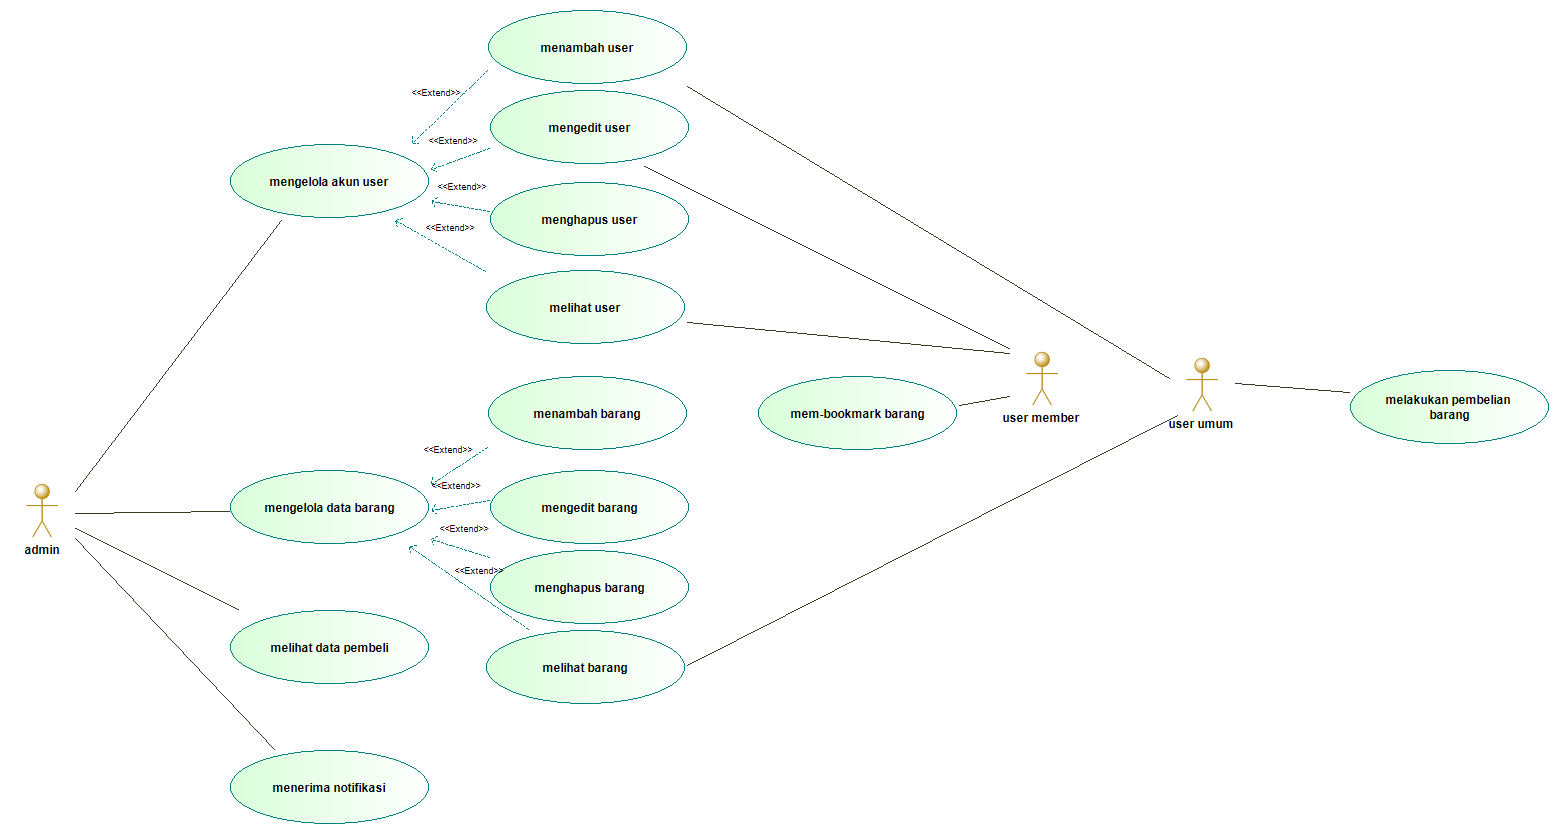 menambah user
<<Extend>>
mengedit user
<<Extend>>
mengelola akun user
<<Extend>>
menghapus user
<<Extend>>
melihat user
menambah barang
mem-bookmark barang
user member
user umum
melakukan pembelian
barang
<<Extend>>
<<Extend>>
mengelola data barang
mengedit barang
<<Extend>>
admin
<<Extend>>
menghapus barang
melihat data pembeli
melihat barang
menerima notifikasi